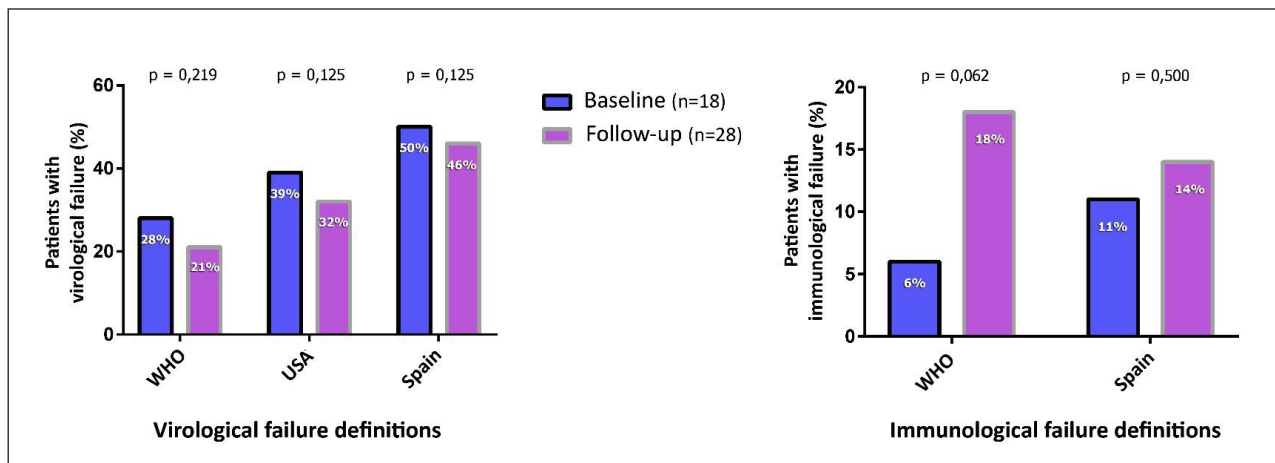 p = 0,219
p = 0,125
p = 0,125
60
40
20
0
Patients with
virological failure (%)
28%
21%
39%
32%
50%
46%
WHO
USA
Spain
Virological failure definitions
Baseline (n=18)
Follow-up (n=28)
p = 0,062
p = 0,500
20
15
10
5
0
Patients with
immunological failure (%)
6%
18%
11%
14%
WHO
Spain
Immunological failure definitions